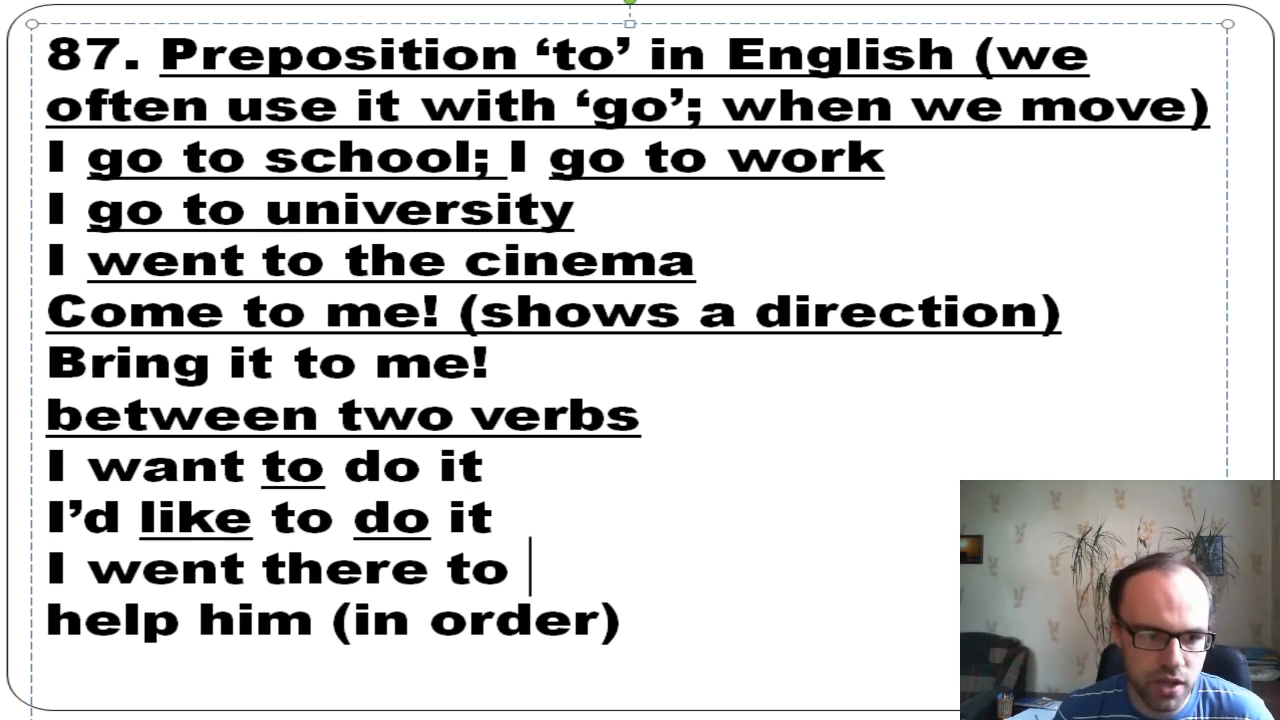 87. Preposition ‘to’ in English (we
often use it with ‘go’; when we move)
I go to school; I go to work
I go to university
I went to the cinema
Come to me! (shows a direction)
Bring it to me!
between two verbs
I want to do it
I’d like to do it
I went there to
help him (in order)